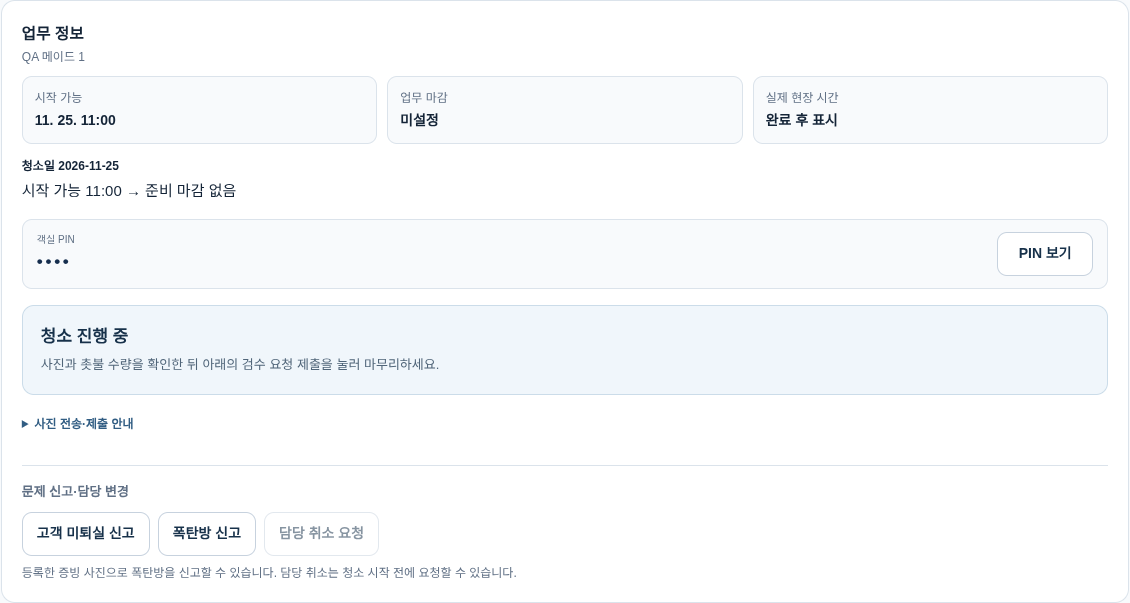 업무 정보
QA 메이드 1
시작 가능
11. 25. 11:00
업무 마감
미설정
실제 현장 시간
완료 후 표시
청소일 2026-11-25
시작 가능 11:00 → 준비 마감 없음
객실 PIN
••••
PIN 보기
청소 진행 중
사진과 촛불 수량을 확인한 뒤 아래의 검수 요청 제출을 눌러 마무리하세요.
▶ 사진 전송·제출 안내
문제 신고·담당 변경
고객 미퇴실 신고
폭탄방 신고
담당 취소 요청
등록한 증빙 사진으로 폭탄방을 신고할 수 있습니다. 담당 취소는 청소 시작 전에 요청할 수 있습니다.